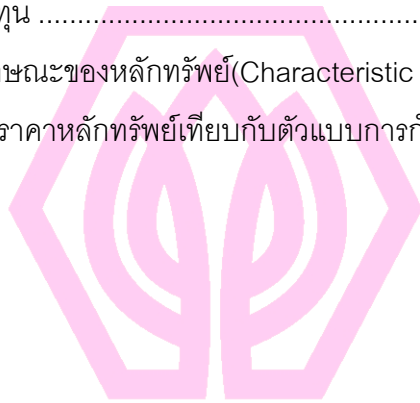 ทุน ................................................
ษณะของหลักทรัพย์(Characteristic
ราคาหลักทรัพย์เทียบกับตัวแบบการก